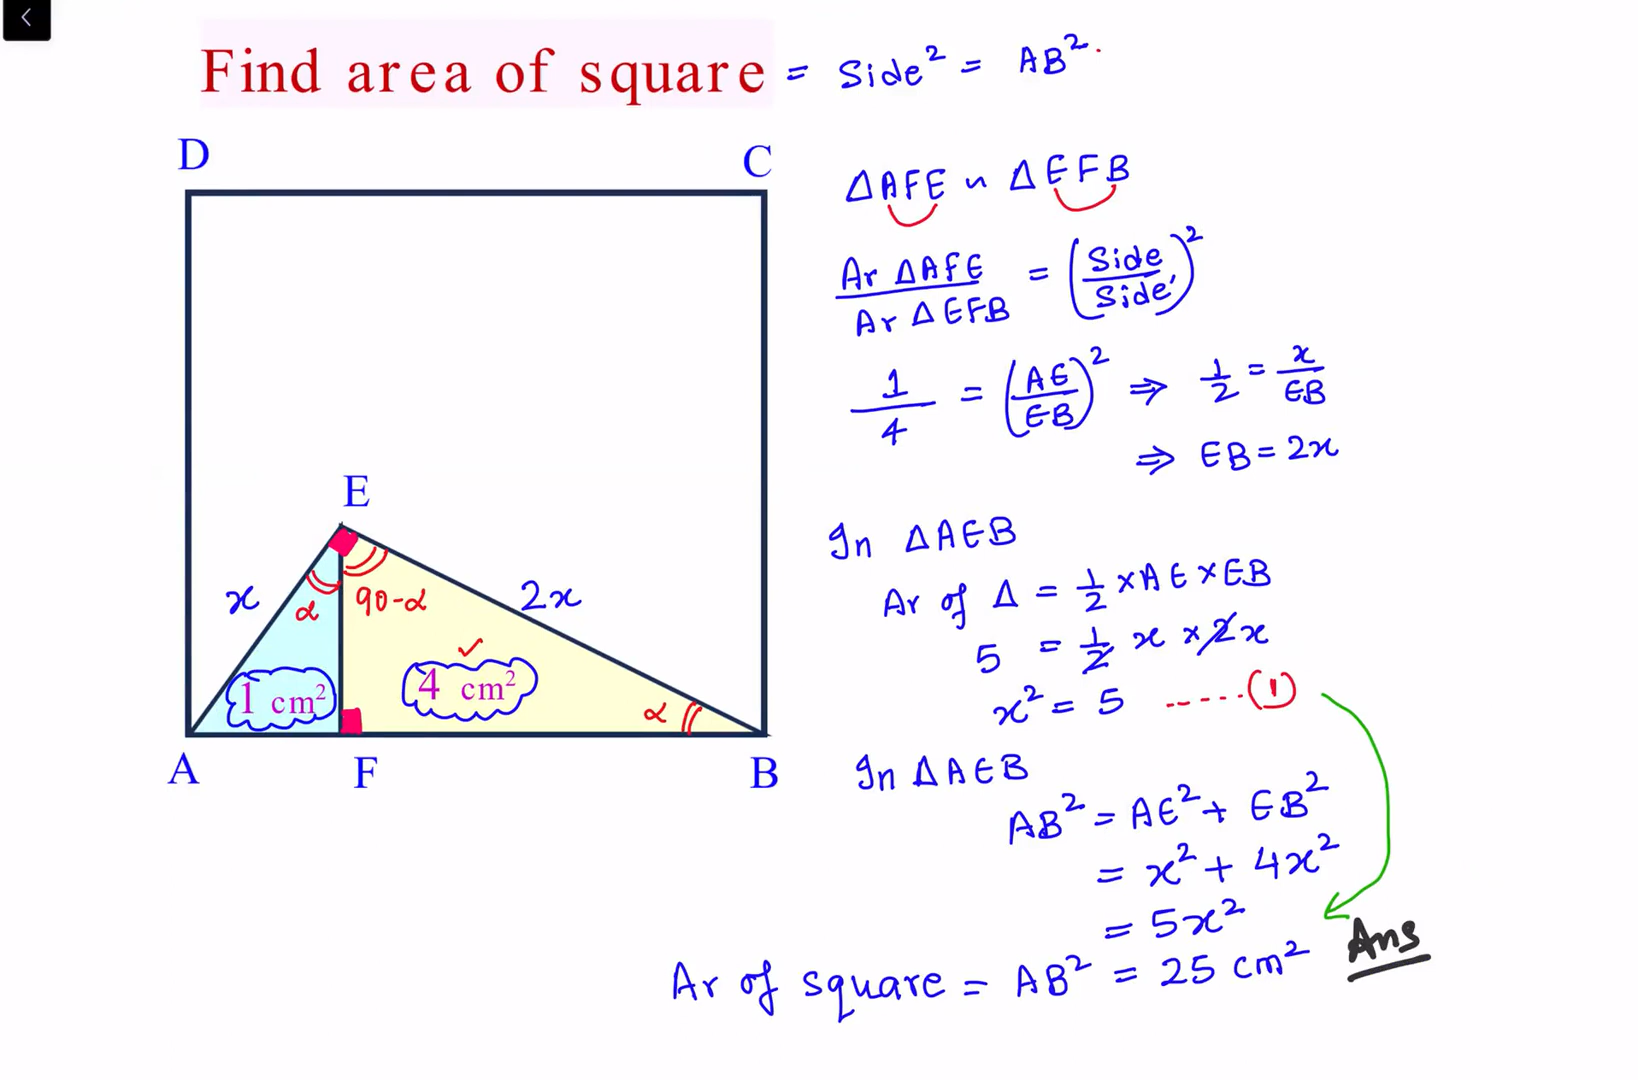 Find area of square = Side² = AB².
D
C
ΔAFE ~ ΔEFB
Ar ΔAFE / Ar ΔEFB = (Side / Side)²
1/4 = (AE/EB)² ⇒ 1/2 = x/EB
⇒ EB = 2x
E
In ΔAEB
x
α
90-α
2x
Ar of Δ = 1/2 × AE × EB
5 = 1/2 x × 2x
1 cm²
4 cm²
α
x² = 5 -----(1)
A
F
B
In ΔAEB
AB² = AE² + EB²
= x² + 4x²
= 5x²
Ar of square = AB² = 25 cm² Ans